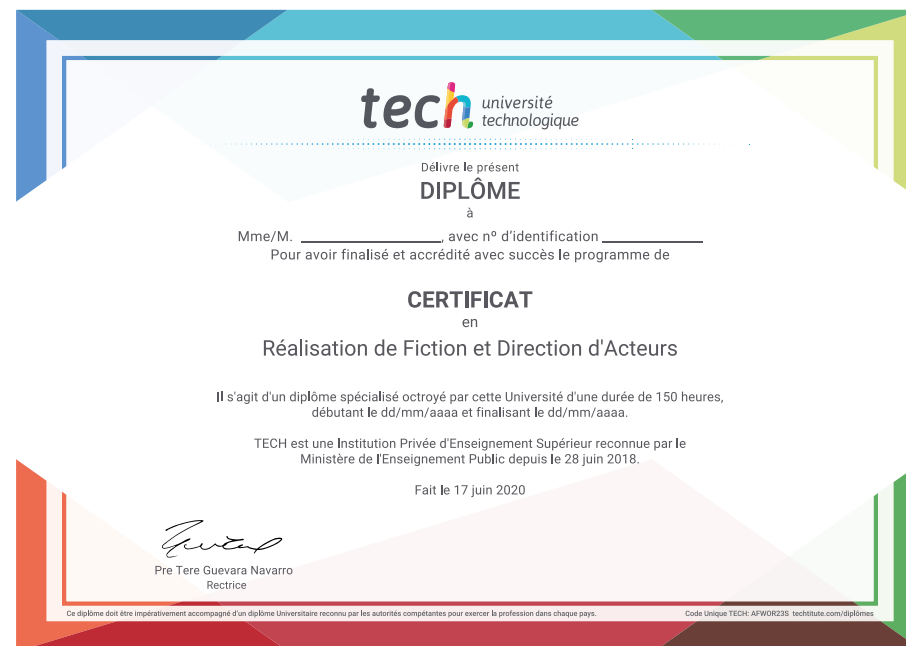 tech université
technologique
Délivre le présent
DIPLÔME
à
Mme/M. ____________________, avec nº d'identification ______________
Pour avoir finalisé et accrédité avec succès le programme de
CERTIFICAT
en
Réalisation de Fiction et Direction d'Acteurs
Il s'agit d'un diplôme spécialisé octroyé par cette Université d'une durée de 150 heures,
débutant le dd/mm/aaaa et finalisant le dd/mm/aaaa.
TECH est une Institution Privée d'Enseignement Supérieur reconnue par le
Ministère de l'Enseignement Public depuis le 28 juin 2018.
Fait le 17 juin 2020
Pre Tere Guevara Navarro
Rectrice
Ce diplôme doit être impérativement accompagné d'un diplôme Universitaire reconnu par les autorités compétantes pour exercer la profession dans chaque pays.
Code Unique TECH: AFWOR23S techtitute.com/diplômes